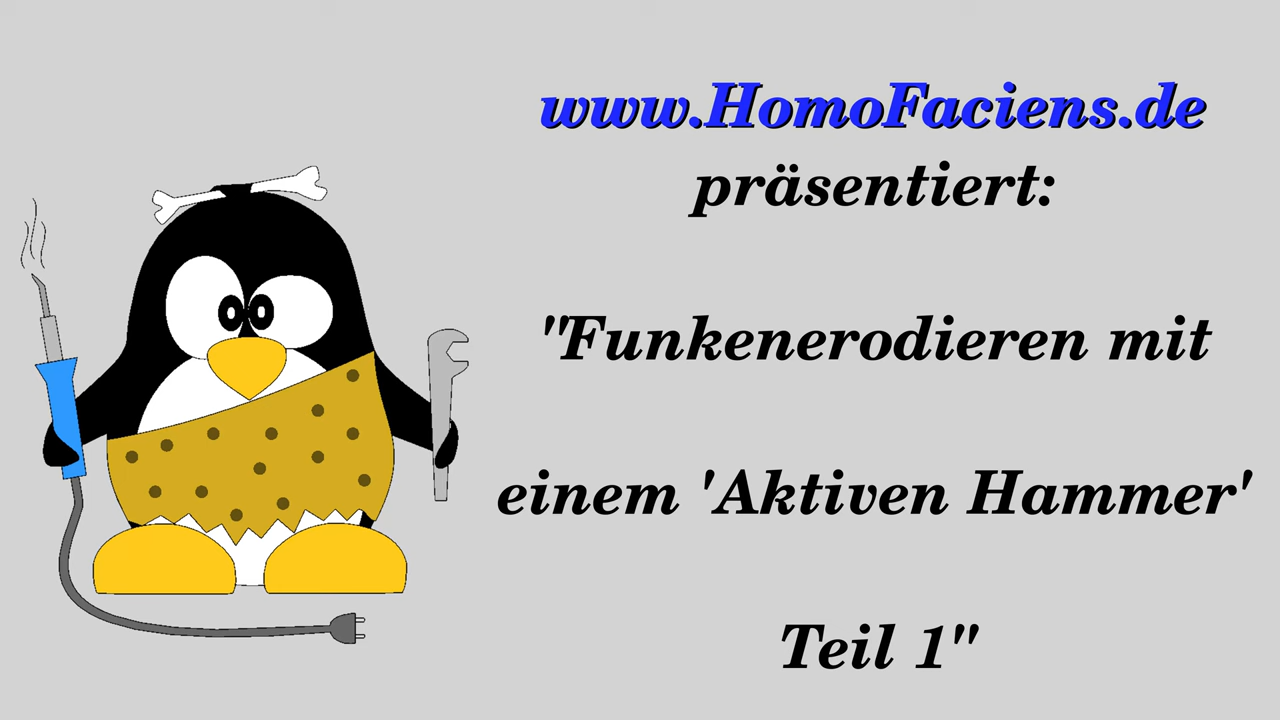 www.HomoFaciens.de
präsentiert:
"Funkenerodieren mit
einem 'Aktiven Hammer'
Teil 1"